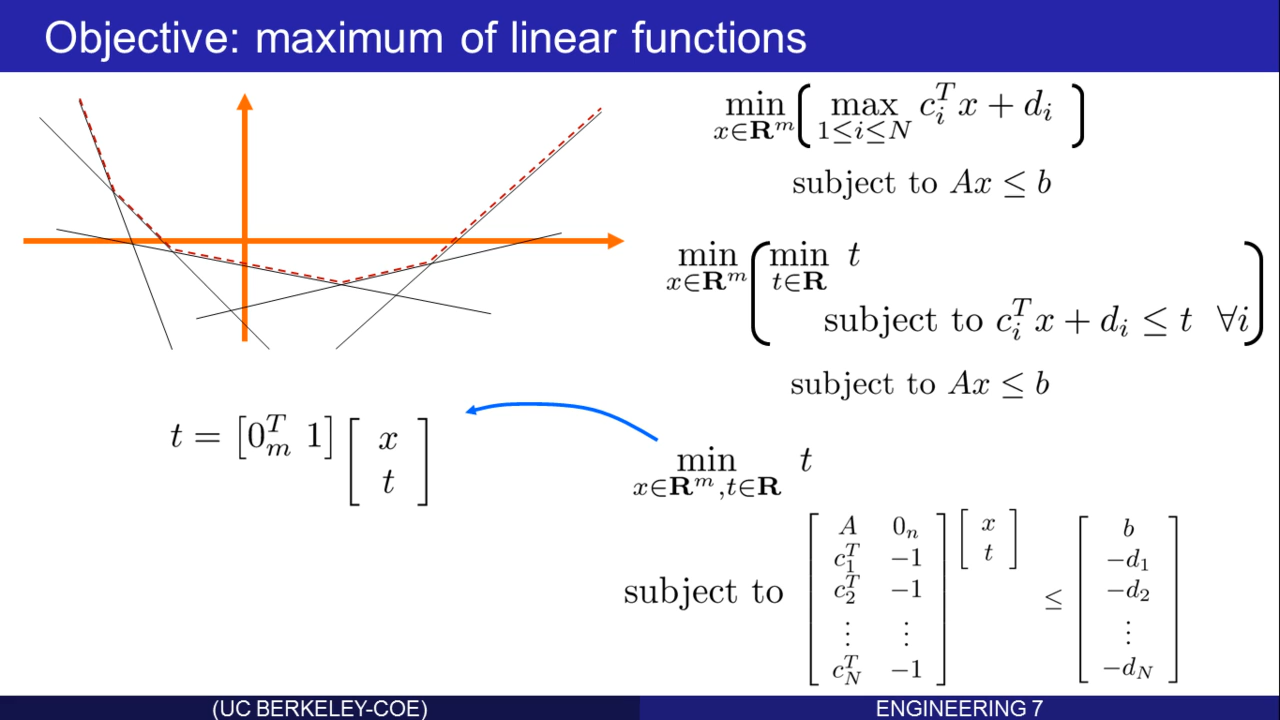 Objective: maximum of linear functions
min x∈R^m ( max 1≤i≤N c_i^T x + d_i )
subject to Ax ≤ b
min x∈R^m ( min t∈R t
subject to c_i^T x + d_i ≤ t ∀i )
subject to Ax ≤ b
t = [0_m^T 1] [ x t ]
min x∈R^m, t∈R t
subject to [ A 0_n
c_1^T −1
c_2^T −1
⋮ ⋮
c_N^T −1 ] [ x
t ] ≤ [ b
−d_1
−d_2
⋮
−d_N ]
(UC BERKELEY-COE)
ENGINEERING 7